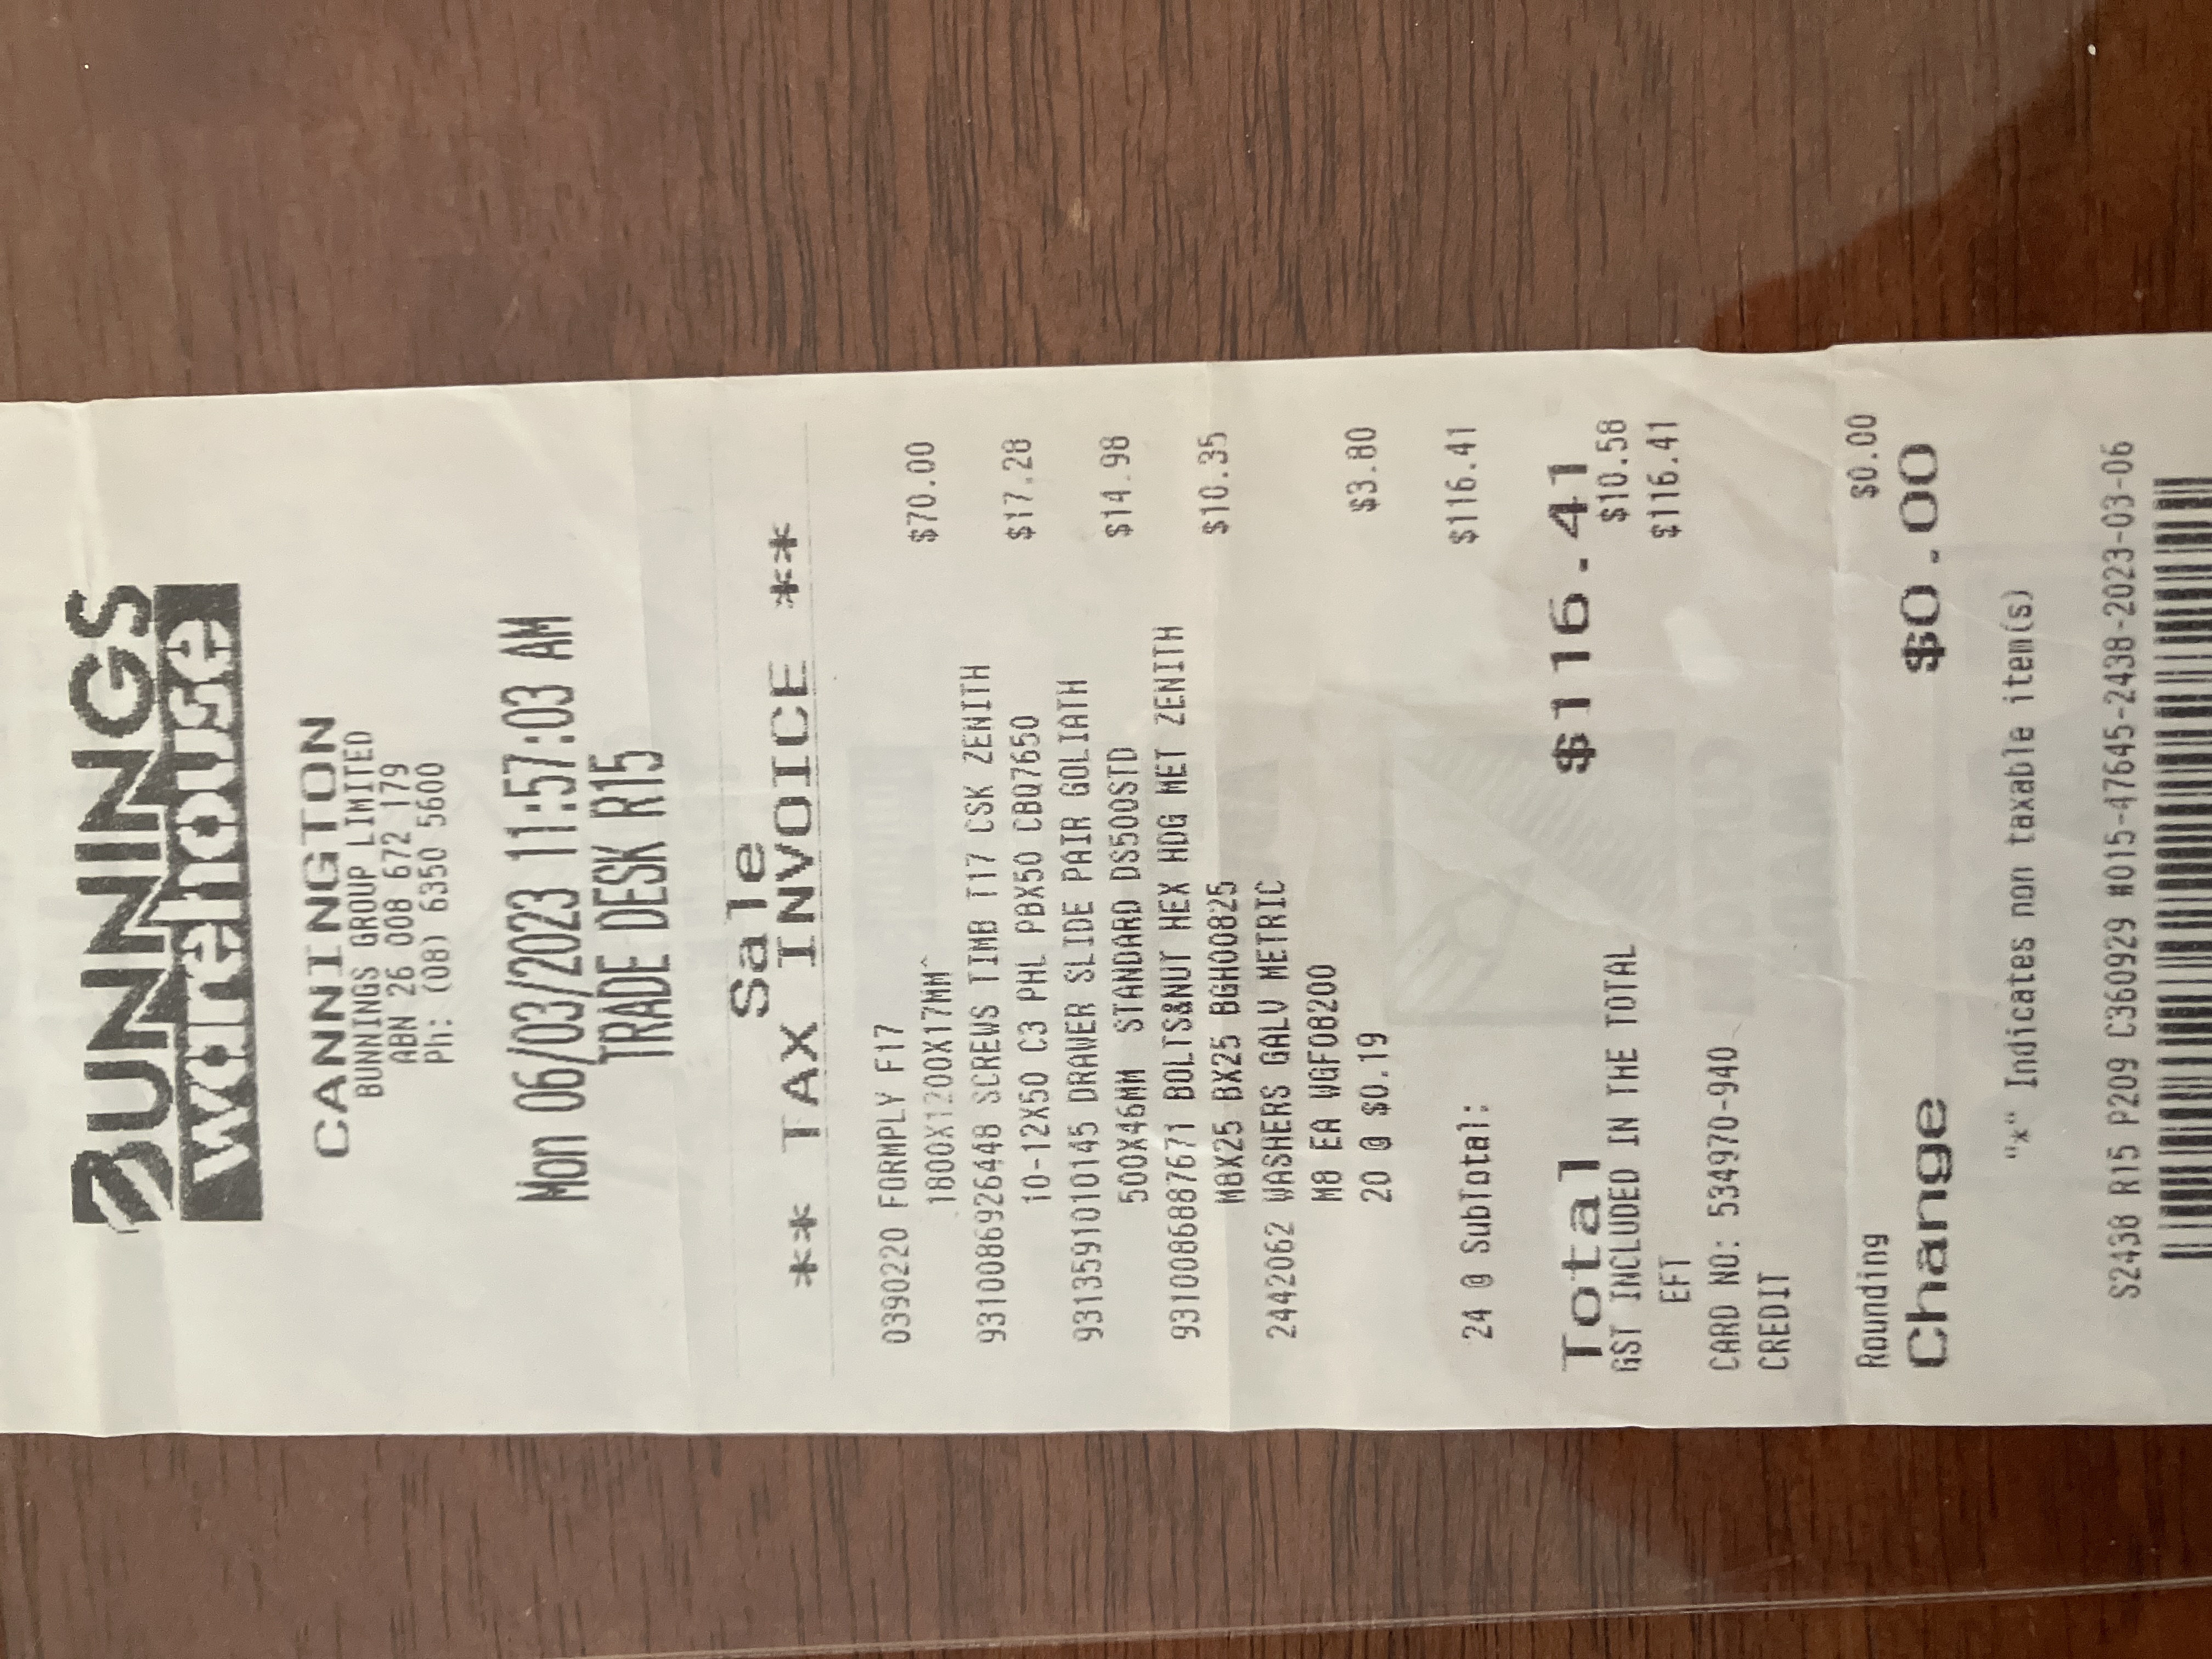 BUNNINGS
warehouse
CANNINGTON
BUNNINGS GROUP LIMITED
ABN 26 008 672 179
Ph: (08) 6350 5600
Mon 06/03/2023 11:57:03 AM
TRADE DESK R15
Sale
** TAX INVOICE **
0390220 FORMPLY F17
1800X1200X17MM^ $70.00
9310086926448 SCREWS TIMB T17 CSK ZENITH
10-12X50 C3 PHL PBX50 CBQ7650 $17.28
9313591010145 DRAWER SLIDE PAIR GOLIATH
500X46MM STANDARD DS500STD $14.98
9310086887671 BOLTS&NUT HEX HDG MET ZENITH
M8X25 BX25 BGH00825 $10.35
2442062 WASHERS GALV METRIC
M8 EA WGF08200
20 @ $0.19 $3.80
24 @ SubTotal: $116.41
Total $116.41
GST INCLUDED IN THE TOTAL $10.58
EFT $116.41
CARD NO: 534970-940
CREDIT
Rounding $0.00
Change $0.00
"*" Indicates non taxable item(s)
S2438 R15 P209 C360929 #015-47645-2438-2023-03-06